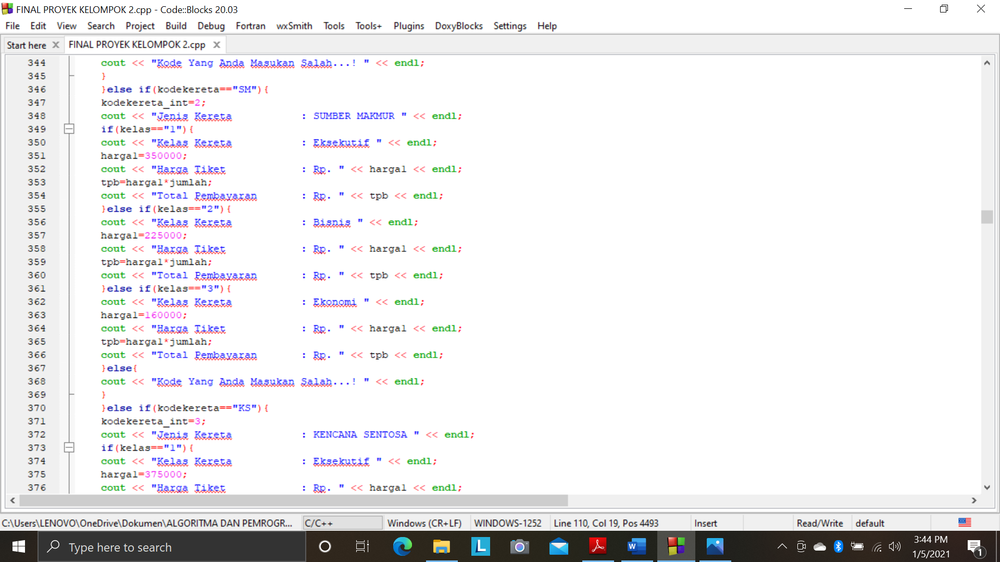 FINAL PROYEK KELOMPOK 2.cpp - Code::Blocks 20.03
File Edit View Search Project Build Debug Fortran wxSmith Tools Tools+ Plugins DoxyBlocks Settings Help
Start here FINAL PROYEK KELOMPOK 2.cpp
344 cout << "Kode Yang Anda Masukan Salah...! " << endl;
345 }
346 }else if(kodekereta=="SM"){
347 kodekereta_int=2;
348 cout << "Jenis Kereta : SUMBER MAKMUR " << endl;
349 if(kelas=="1"){
350 cout << "Kelas Kereta : Eksekutif " << endl;
351 harga1=350000;
352 cout << "Harga Tiket : Rp. " << harga1 << endl;
353 tpb=harga1*jumlah;
354 cout << "Total Pembayaran : Rp. " << tpb << endl;
355 }else if(kelas=="2"){
356 cout << "Kelas Kereta : Bisnis " << endl;
357 harga1=225000;
358 cout << "Harga Tiket : Rp. " << harga1 << endl;
359 tpb=harga1*jumlah;
360 cout << "Total Pembayaran : Rp. " << tpb << endl;
361 }else if(kelas=="3"){
362 cout << "Kelas Kereta : Ekonomi " << endl;
363 harga1=160000;
364 cout << "Harga Tiket : Rp. " << harga1 << endl;
365 tpb=harga1*jumlah;
366 cout << "Total Pembayaran : Rp. " << tpb << endl;
367 }else{
368 cout << "Kode Yang Anda Masukan Salah...! " << endl;
369 }
370 }else if(kodekereta=="KS"){
371 kodekereta_int=3;
372 cout << "Jenis Kereta : KENCANA SENTOSA " << endl;
373 if(kelas=="1"){
374 cout << "Kelas Kereta : Eksekutif " << endl;
375 harga1=375000;
376 cout << "Harga Tiket : Rp. " << harga1 << endl;
C:\Users\LENOVO\OneDrive\Dokumen\ALGORITMA DAN PEMROGR... C/C++ Windows (CR+LF) WINDOWS-1252 Line 110, Col 19, Pos 4493 Insert Read/Write default
Type here to search
3:44 PM
1/5/2021
1